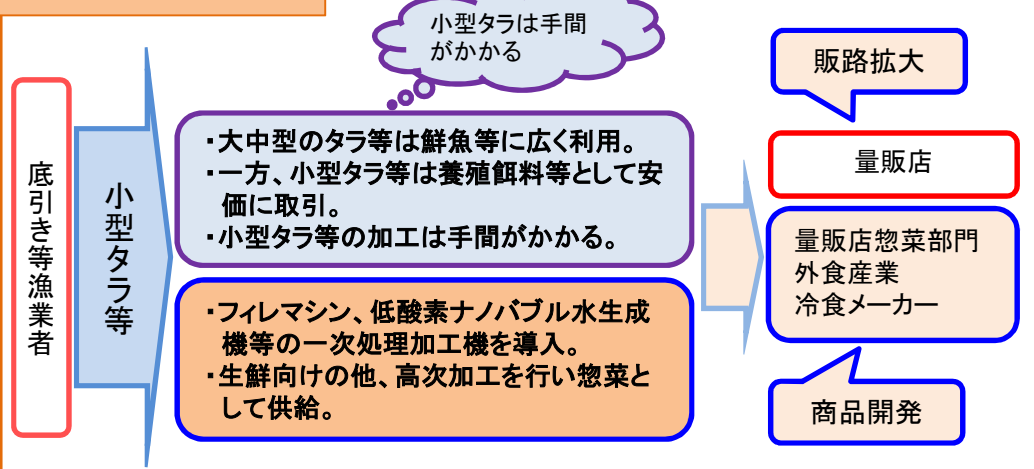 小型タラは手間
がかかる
販路拡大
底引き等漁業者
小型タラ等
・大中型のタラ等は鮮魚等に広く利用。
・一方、小型タラ等は養殖餌料等として安
価に取引。
・小型タラ等の加工は手間がかかる。
・フィレマシン、低酸素ナノバブル水生成
機等の一次処理加工機を導入。
・生鮮向けの他、高次加工を行い惣菜と
して供給。
量販店
量販店惣菜部門
外食産業
冷食メーカー
商品開発